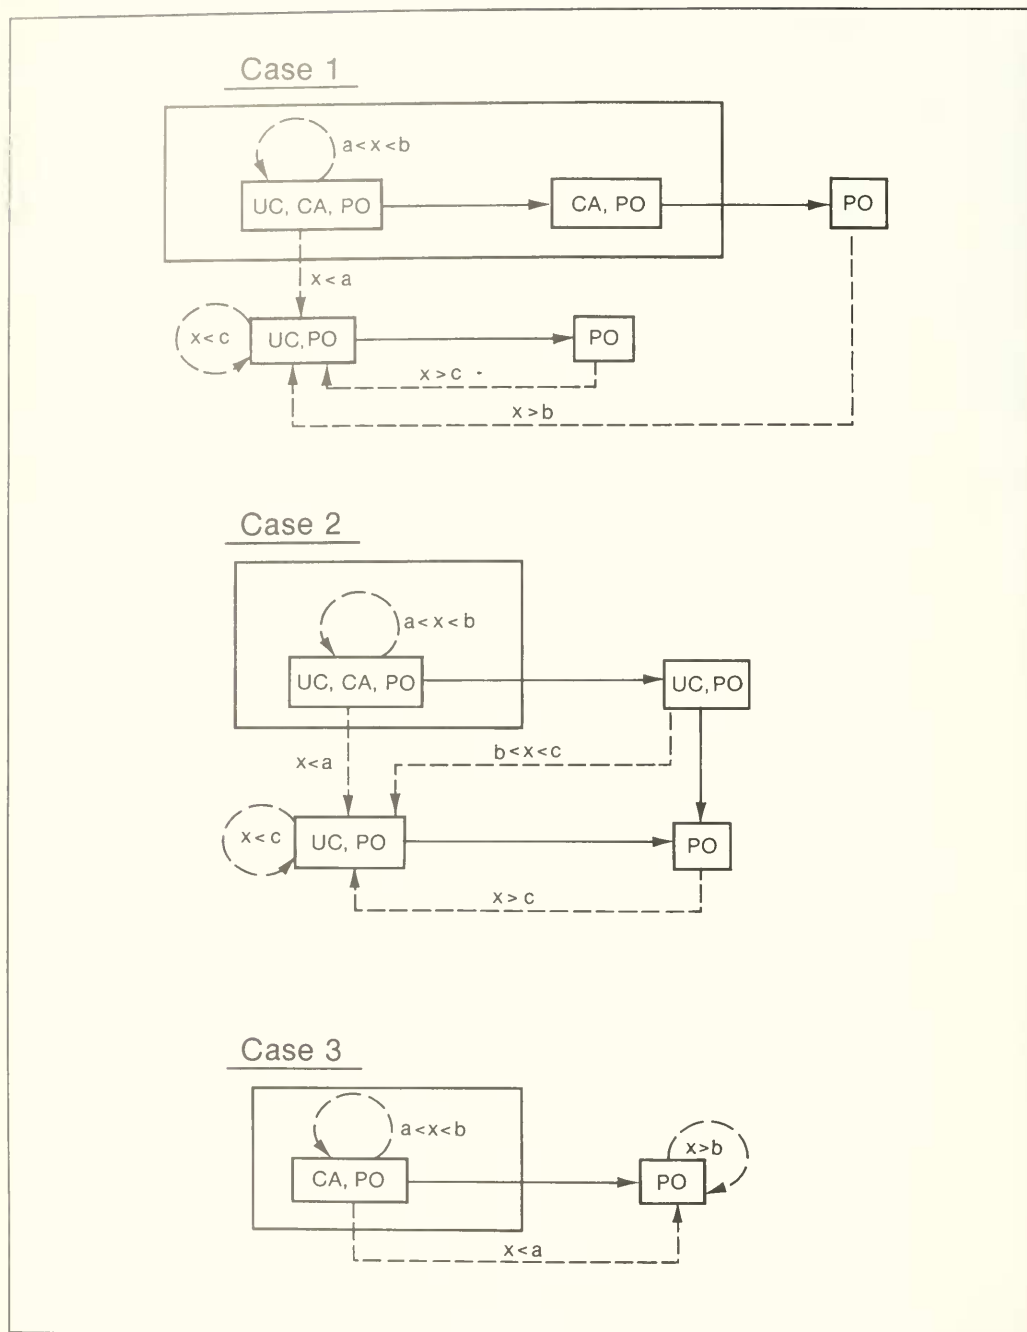 Case 1
a<x<b
UC, CA, PO
CA, PO
PO
x<a
x<c
UC, PO
PO
x>c
x>b
Case 2
a<x<b
UC, CA, PO
UC, PO
x<a
b<x<c
x<c
UC, PO
PO
x>c
Case 3
a<x<b
x>b
CA, PO
PO
x<a